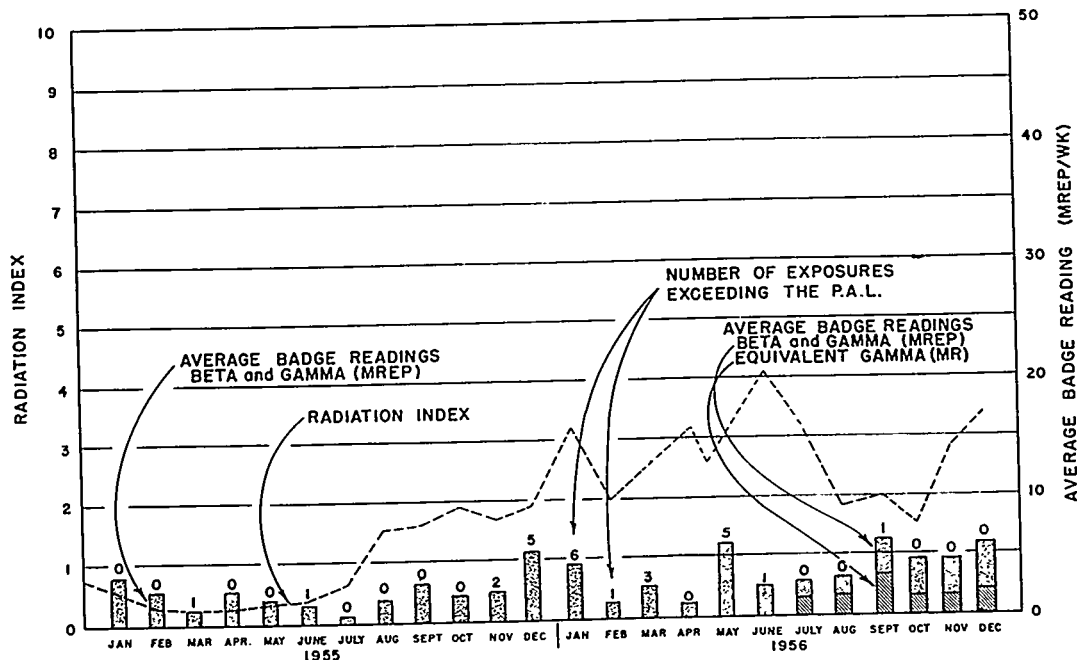 10
9
8
7
6
5
4
3
2
1
0
RADIATION INDEX
50
40
30
20
10
0
AVERAGE BADGE READING (MREP/WK)
NUMBER OF EXPOSURES
EXCEEDING THE P.A.L.
AVERAGE BADGE READINGS
BETA and GAMMA (MREP)
EQUIVALENT GAMMA (MR)
AVERAGE BADGE READINGS
BETA and GAMMA (MREP)
RADIATION INDEX
0 0 1 0 0 1 0 0 0 0 2 5 6 1 3 0 5 1 0 0 1 0 0 0
JAN FEB MAR APR. MAY JUNE JULY AUG SEPT OCT NOV DEC JAN FEB MAR APR MAY JUNE JULY AUG SEPT OCT NOV DEC
1955 1956